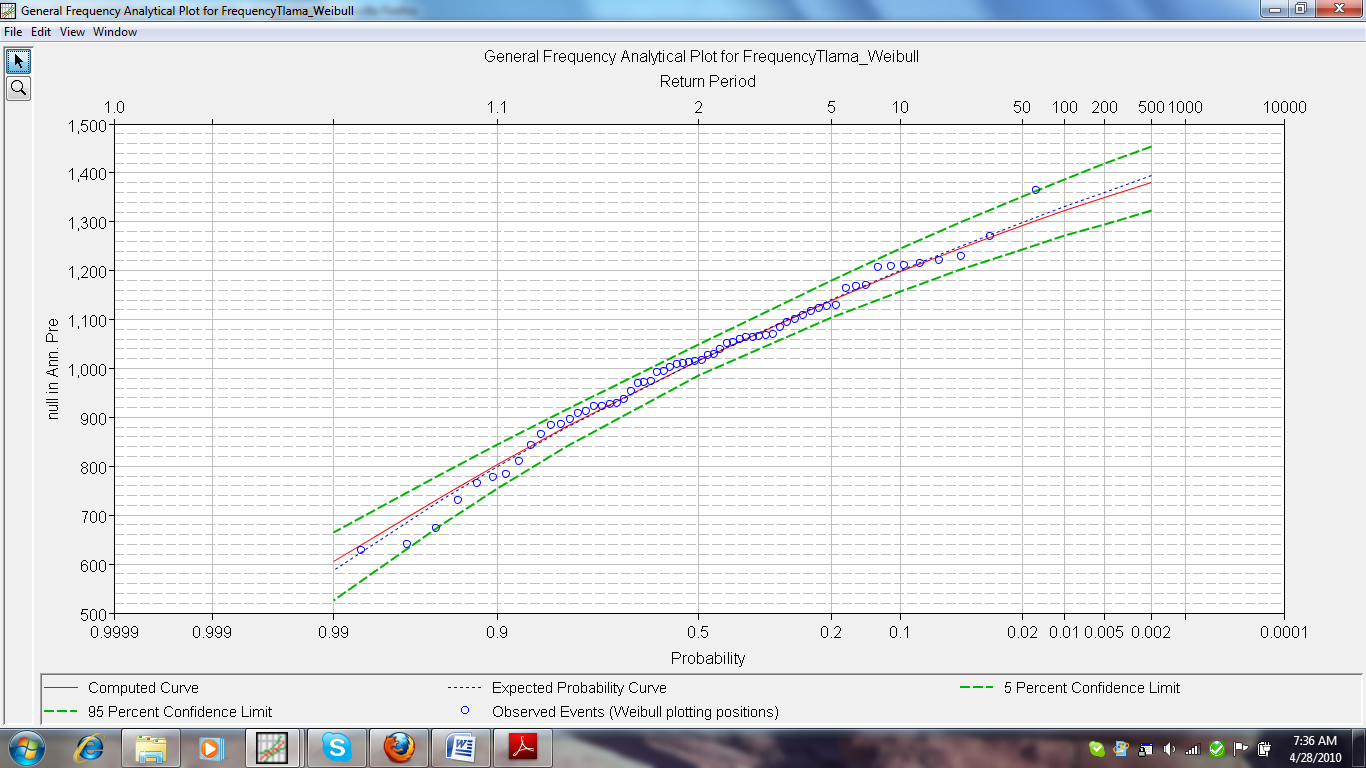 General Frequency Analytical Plot for FrequencyTlama_Weibull
File Edit View Window
General Frequency Analytical Plot for FrequencyTlama_Weibull
Return Period
1.0 1.1 2 5 10 50 100 200 500 1000 10000
1,500
1,400
1,300
1,200
1,100
1,000
900
800
700
600
500
null in Ann. Pre
0.9999 0.999 0.99 0.9 0.5 0.2 0.1 0.02 0.01 0.005 0.002 0.0001
Probability
Computed Curve Expected Probability Curve 5 Percent Confidence Limit
95 Percent Confidence Limit Observed Events (Weibull plotting positions)
7:36 AM
4/28/2010